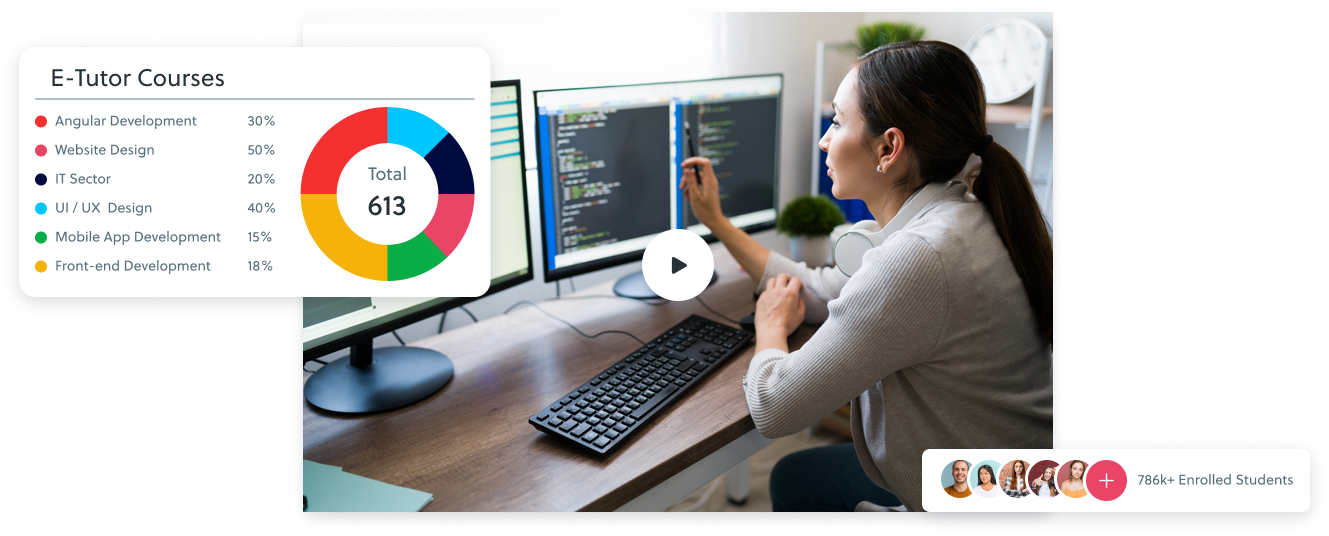 E-Tutor Courses
Angular Development 30%
Website Design 50%
IT Sector 20%
UI / UX Design 40%
Mobile App Development 15%
Front-end Development 18%
Total
613
786k+ Enrolled Students